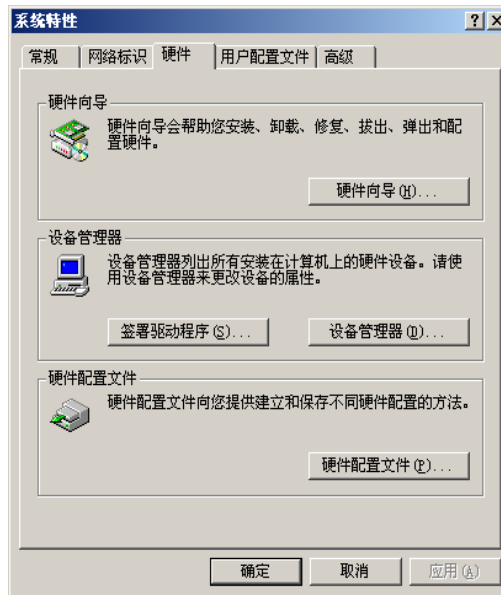 系统特性
常规 网络标识 硬件 用户配置文件 高级
硬件向导
硬件向导会帮助您安装、卸载、修复、拔出、弹出和配
置硬件。
硬件向导(H)...
设备管理器
设备管理器列出所有安装在计算机上的硬件设备。请使
用设备管理器来更改设备的属性。
签署驱动程序(S)... 设备管理器(D)...
硬件配置文件
硬件配置文件向您提供建立和保存不同硬件配置的方法。
硬件配置文件(P)...
确定 取消 应用(A)